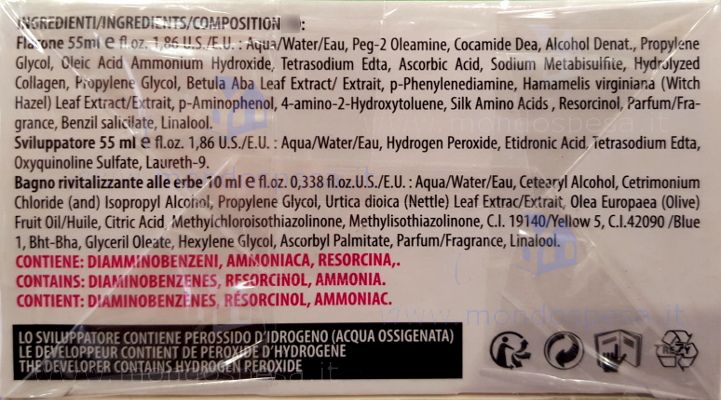 INGREDIENTI/INGREDIENTS/COMPOSITION :
Flacone 55ml e fl oz. 1,86 U.S./E.U. : Aqua/Water/Eau, Peg-2 Oleamine, Cocamide Dea, Alcohol Denat., Propylene
Glycol, Oleic Acid Ammonium Hydroxide, Tetrasodium Edta, Ascorbic Acid, Sodium Metabisulfite, Hydrolyzed
Collagen, Propylene Glycol, Betula Aba Leaf Extract/ Extrait, p-Phenylenediamine, Hamamelis virginiana (Witch
Hazel) Leaf Extract/Extrait, p-Aminophenol, 4-amino-2-Hydroxytoluene, Silk Amino Acids , Resorcinol, Parfum/Fra-
grance, Benzil salicilate, Linalool.
Sviluppatore 55 ml e fl.oz. 1,86 U.S./E.U. : Aqua/Water/Eau, Hydrogen Peroxide, Etidronic Acid, Tetrasodium Edta,
Oxyquinoline Sulfate, Laureth-9.
Bagno rivitalizzante alle erbe 10 ml e fl.oz. 0,338 fl.oz.U.S./E.U. : Aqua/Water/Eau, Cetearyl Alcohol, Cetrimonium
Chloride (and) Isopropyl Alcohol, Propylene Glycol, Urtica dioica (Nettle) Leaf Extrac/Extrait, Olea Europaea (Olive)
Fruit Oil/Huile, Citric Acid, Methylchloroisothiazolinone, Methylisothiazolinone, C.I. 19140/Yellow 5, C.I.42090 /Blue
1, Bht-Bha, Glyceril Oleate, Hexylene Glycol, Ascorbyl Palmitate, Parfum/Fragrance, Linalool.
CONTIENE: DIAMMINOBENZENI, AMMONIACA, RESORCINA,.
CONTAINS: DIAMINOBENZENES, RESORCINOL, AMMONIA.
CONTIENT: DIAMINOBENZENES, RÉSORCINOL, AMMONIAC.
LO SVILUPPATORE CONTIENE PEROSSIDO D'IDROGENO (ACQUA OSSIGENATA)
LE DEVELOPPEUR CONTIENT DE PEROXIDE D'HYDROGÈNE
THE DEVELOPER CONTAINS HYDROGEN PEROXIDE
RESY
www.mondospesa.it